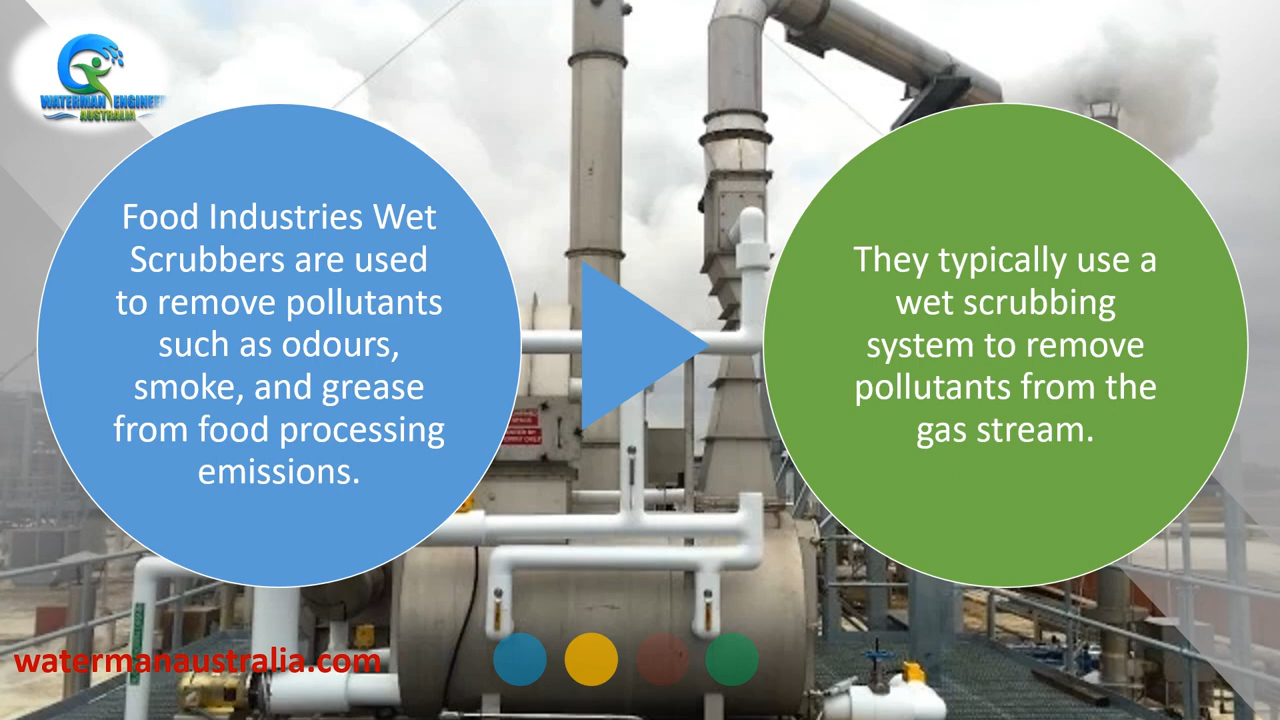 WATERMAN ENGINEE
AUSTRALIA
Food Industries Wet
Scrubbers are used
to remove pollutants
such as odours,
smoke, and grease
from food processing
emissions.
They typically use a
wet scrubbing
system to remove
pollutants from the
gas stream.
watermanaustralia.com